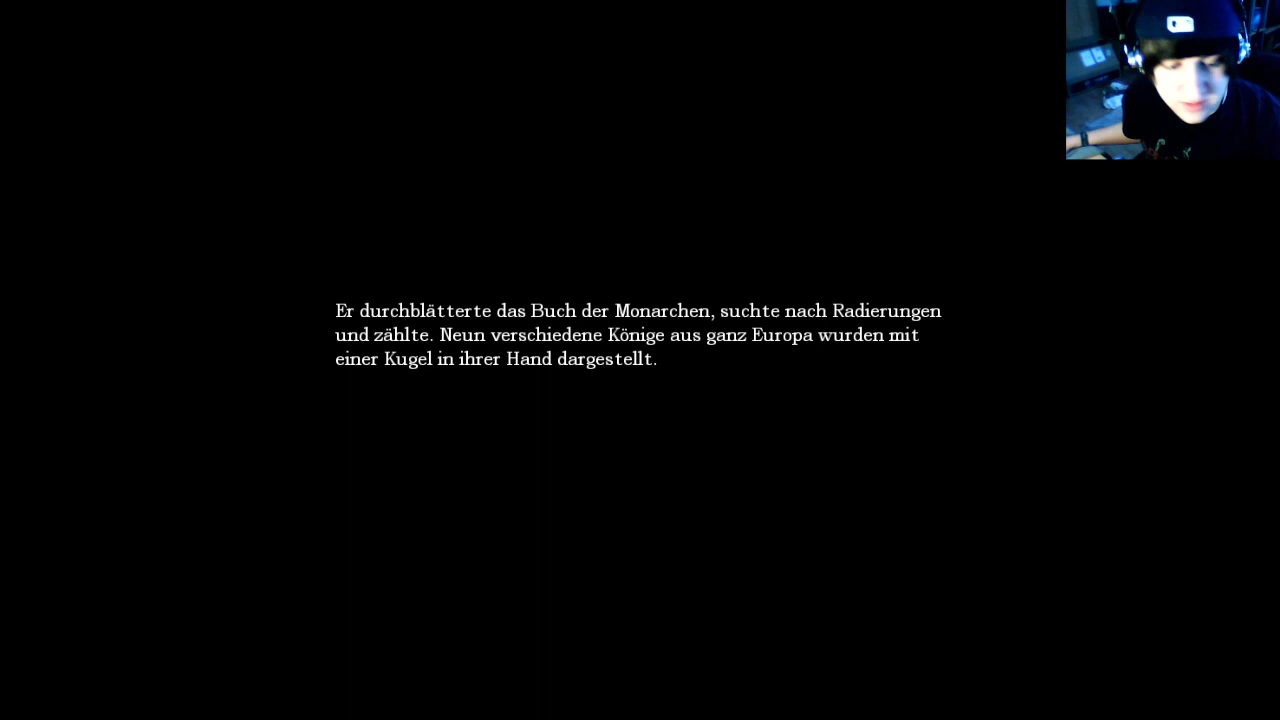 Er durchblätterte das Buch der Monarchen, suchte nach Radierungen
und zählte. Neun verschiedene Könige aus ganz Europa wurden mit
einer Kugel in ihrer Hand dargestellt.